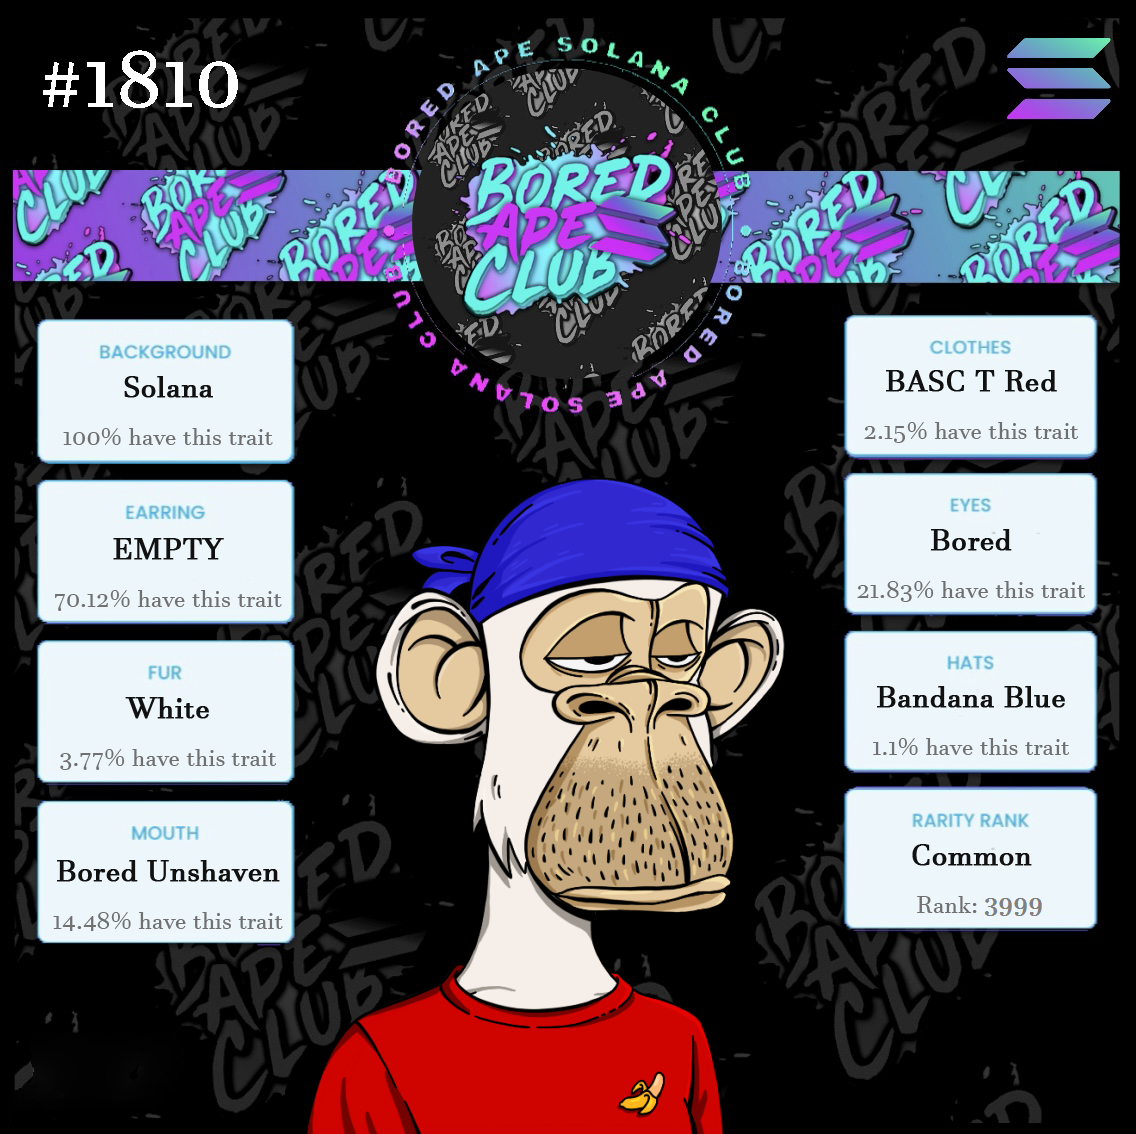 #1810
BORED APE SOLANA CLUB
BORED APE SOLANA CLUB
BORED
APE
CLUB
BACKGROUND
Solana
100% have this trait
EARRING
EMPTY
70.12% have this trait
FUR
White
3.77% have this trait
MOUTH
Bored Unshaven
14.48% have this trait
CLOTHES
BASC T Red
2.15% have this trait
EYES
Bored
21.83% have this trait
HATS
Bandana Blue
1.1% have this trait
RARITY RANK
Common
Rank: 3999